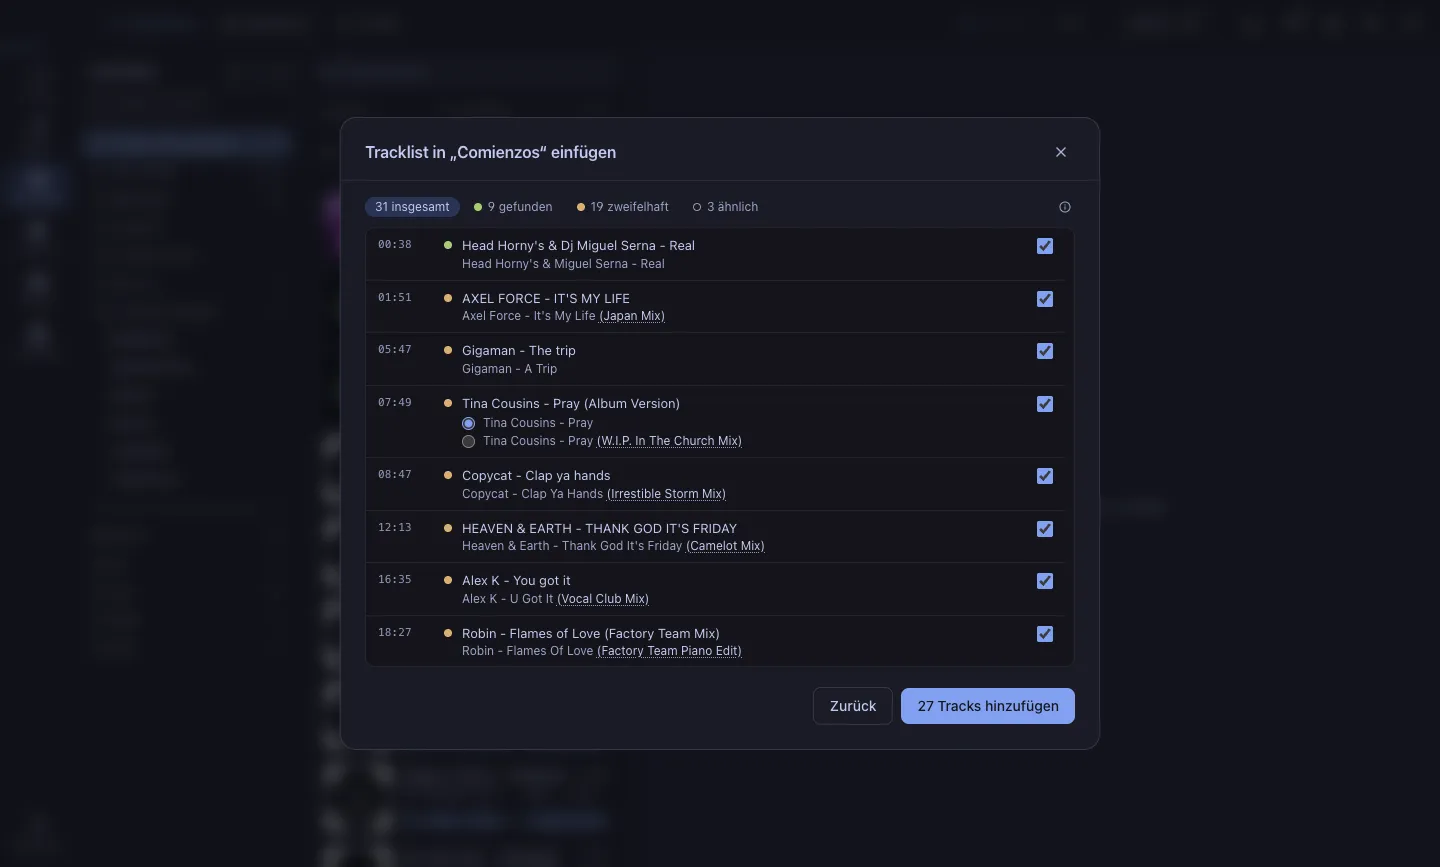 Tracklist in „Comienzos“ einfügen
31 insgesamt 9 gefunden 19 zweifelhaft 3 ähnlich
00:38 Head Horny's & Dj Miguel Serna - Real
Head Horny's & Miguel Serna - Real
01:51 AXEL FORCE - IT'S MY LIFE
Axel Force - It's My Life (Japan Mix)
05:47 Gigaman - The trip
Gigaman - A Trip
07:49 Tina Cousins - Pray (Album Version)
Tina Cousins - Pray
Tina Cousins - Pray (W.I.P. In The Church Mix)
08:47 Copycat - Clap ya hands
Copycat - Clap Ya Hands (Irrestible Storm Mix)
12:13 HEAVEN & EARTH - THANK GOD IT'S FRIDAY
Heaven & Earth - Thank God It's Friday (Camelot Mix)
16:35 Alex K - You got it
Alex K - U Got It (Vocal Club Mix)
18:27 Robin - Flames of Love (Factory Team Mix)
Robin - Flames Of Love (Factory Team Piano Edit)
Zurück 27 Tracks hinzufügen